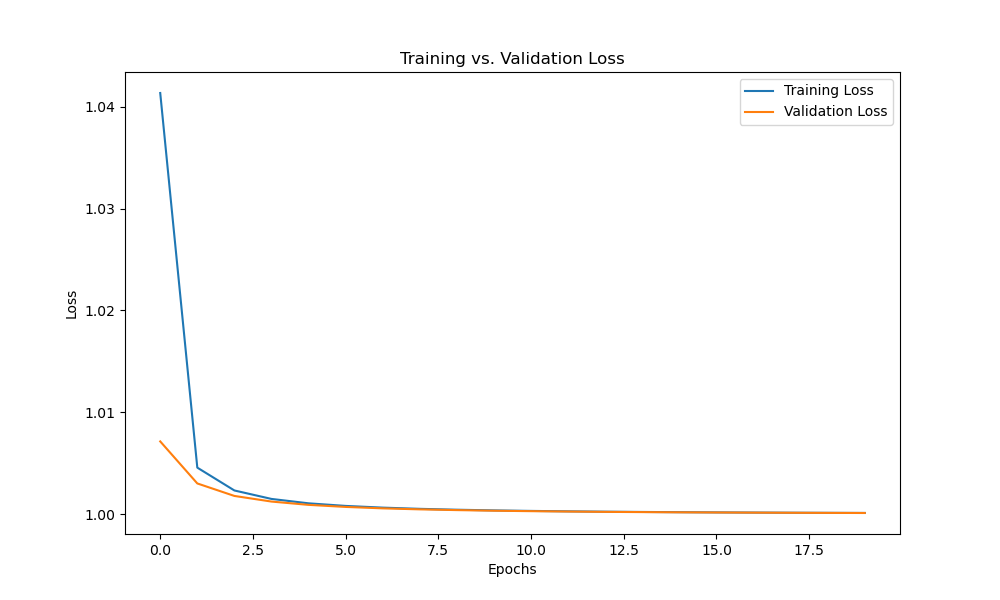 Training vs. Validation Loss
Training Loss
Validation Loss
Loss
1.04
1.03
1.02
1.01
1.00
0.0 2.5 5.0 7.5 10.0 12.5 15.0 17.5
Epochs